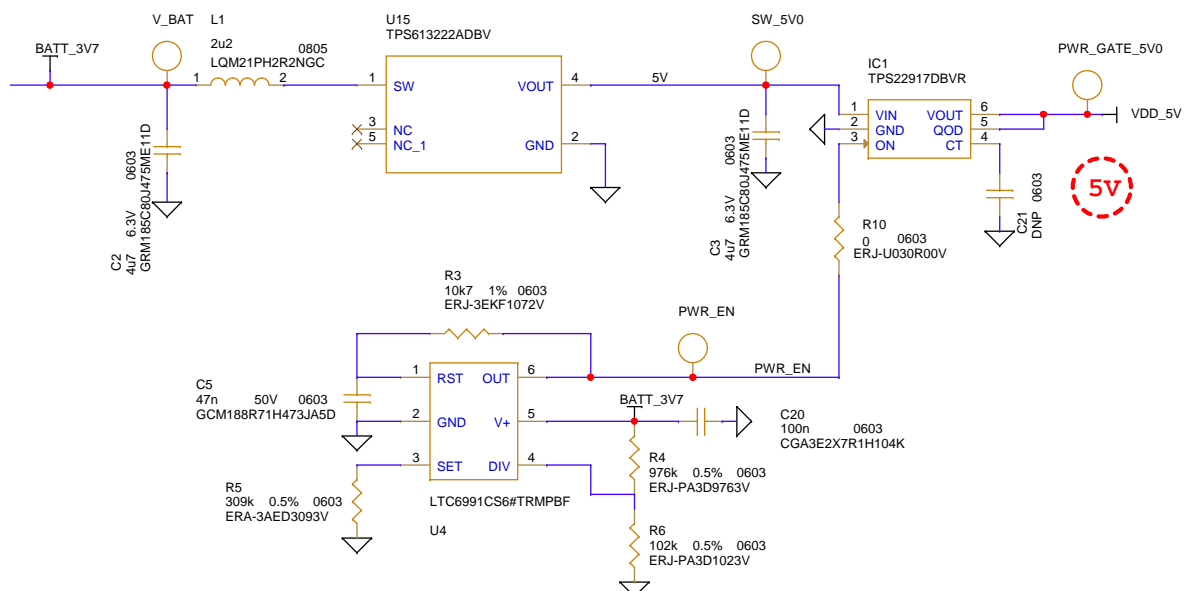 V_BAT
L1
2u2
0805
LQM21PH2R2NGC
BATT_3V7
1
2
U15
TPS613222ADBV
1
SW
VOUT
4
3
NC
5
NC_1
GND
2
5V
SW_5V0
IC1
TPS22917DBVR
PWR_GATE_5V0
1
VIN
VOUT
6
2
GND
QOD
5
3
ON
CT
4
VDD_5V
5V
C2
4u7 6.3V 0603
GRM185C80J475ME11D
C3
4u7 6.3V 0603
GRM185C80J475ME11D
C21
DNP 0603
R10
0 0603
ERJ-U030R00V
R3
10k7 1% 0603
ERJ-3EKF1072V
PWR_EN
PWR_EN
1
RST
OUT
6
2
GND
V+
5
3
SET
DIV
4
C5
47n 50V 0603
GCM188R71H473JA5D
BATT_3V7
C20
100n 0603
CGA3E2X7R1H104K
R4
976k 0.5% 0603
ERJ-PA3D9763V
R5
309k 0.5% 0603
ERA-3AED3093V
LTC6991CS6#TRMPBF
U4
R6
102k 0.5% 0603
ERJ-PA3D1023V